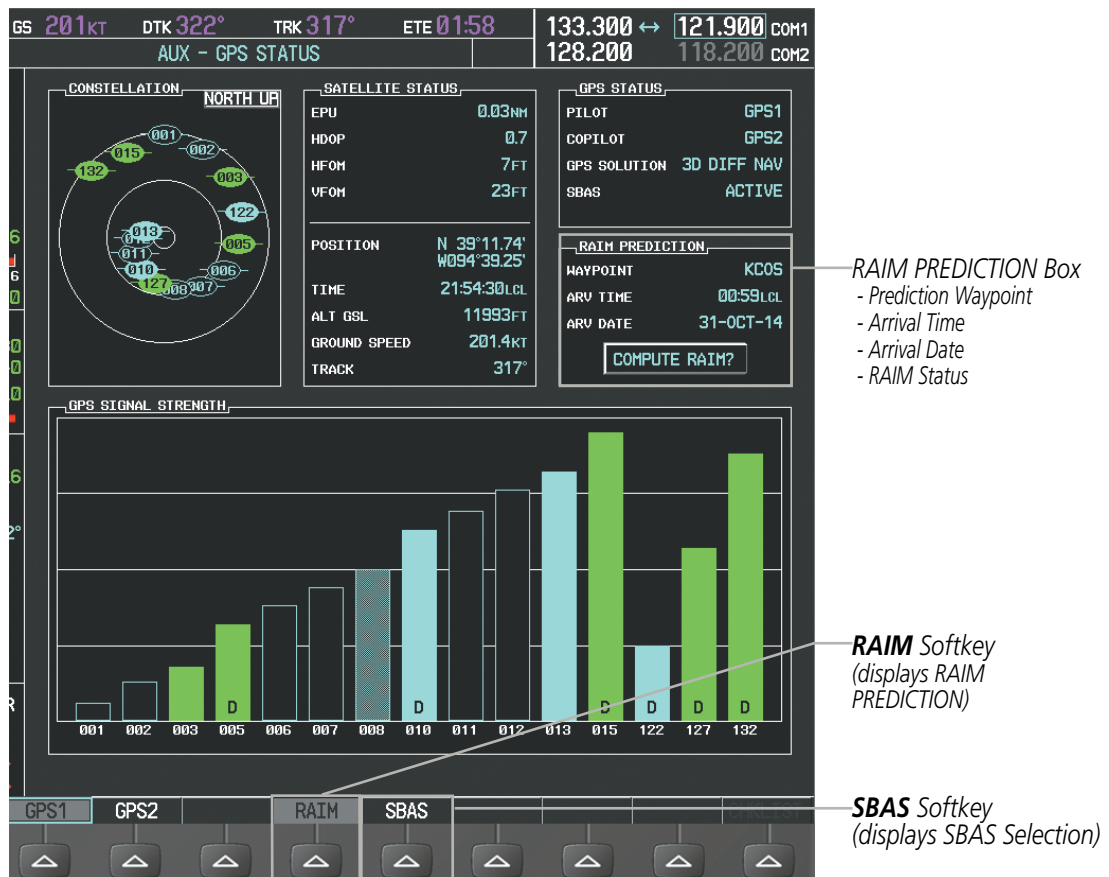 GS 201KT DTK 322° TRK 317° ETE 01:58
133.300 ↔ 121.900 COM1
AUX - GPS STATUS
128.200 118.200 COM2
CONSTELLATION
NORTH UP
001
002
015
132
003
122
013
005
011
010
006
127
008
007
SATELLITE STATUS
EPU 0.03NM
HDOP 0.7
HFOM 7FT
VFOM 23FT
POSITION N 39°11.74'
W094°39.25'
TIME 21:54:30LCL
ALT GSL 11993FT
GROUND SPEED 201.4KT
TRACK 317°
GPS STATUS
PILOT GPS1
COPILOT GPS2
GPS SOLUTION 3D DIFF NAV
SBAS ACTIVE
RAIM PREDICTION
WAYPOINT KCOS
ARV TIME 00:59LCL
ARV DATE 31-OCT-14
COMPUTE RAIM?
RAIM PREDICTION Box
- Prediction Waypoint
- Arrival Time
- Arrival Date
- RAIM Status
GPS SIGNAL STRENGTH
D D D D D D
001 002 003 005 006 007 008 010 011 012 013 015 122 127 132
RAIM Softkey
(displays RAIM
PREDICTION)
GPS1 GPS2 RAIM SBAS CHKLIST
SBAS Softkey
(displays SBAS Selection)